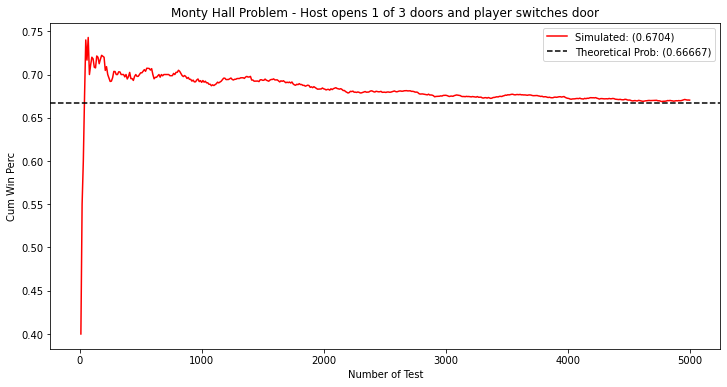 Monty Hall Problem - Host opens 1 of 3 doors and player switches door
Simulated: (0.6704)
Theoretical Prob: (0.66667)
Cum Win Perc
0.75
0.70
0.65
0.60
0.55
0.50
0.45
0.40
0 1000 2000 3000 4000 5000
Number of Test